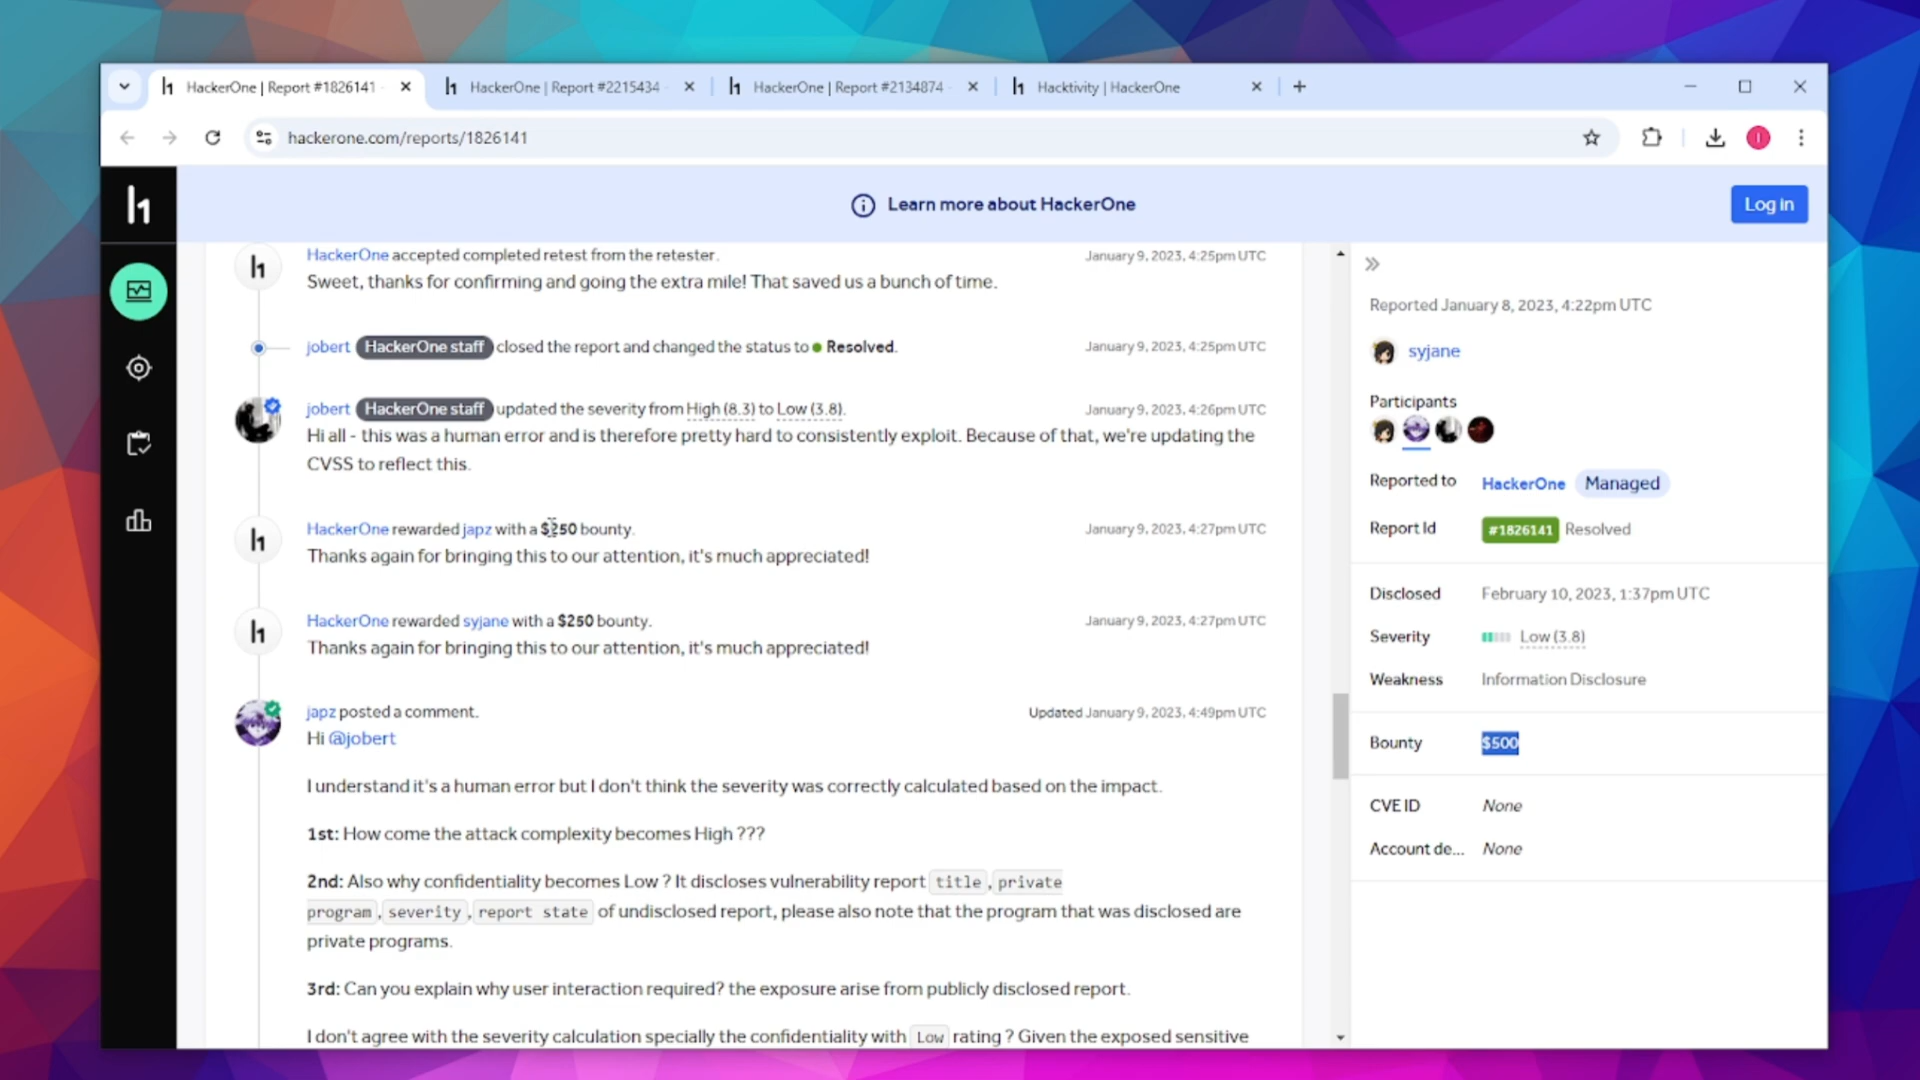 HackerOne | Report #1826141
HackerOne | Report #2215434
HackerOne | Report #2134874
Hacktivity | HackerOne
hackerone.com/reports/1826141
Learn more about HackerOne
Log in
HackerOne accepted completed retest from the retester.
January 9, 2023, 4:25pm UTC
Sweet, thanks for confirming and going the extra mile! That saved us a bunch of time.
jobert HackerOne staff closed the report and changed the status to Resolved.
January 9, 2023, 4:25pm UTC
jobert HackerOne staff updated the severity from High (8.3) to Low (3.8).
January 9, 2023, 4:26pm UTC
Hi all - this was a human error and is therefore pretty hard to consistently exploit. Because of that, we're updating the
CVSS to reflect this.
HackerOne rewarded japz with a $250 bounty.
January 9, 2023, 4:27pm UTC
Thanks again for bringing this to our attention, it's much appreciated!
HackerOne rewarded syjane with a $250 bounty.
January 9, 2023, 4:27pm UTC
Thanks again for bringing this to our attention, it's much appreciated!
japz posted a comment.
Updated January 9, 2023, 4:49pm UTC
Hi @jobert
I understand it's a human error but I don't think the severity was correctly calculated based on the impact.
1st: How come the attack complexity becomes High ???
2nd: Also why confidentiality becomes Low ? It discloses vulnerability report title , private
program , severity , report state of undisclosed report, please also note that the program that was disclosed are
private programs.
3rd: Can you explain why user interaction required? the exposure arise from publicly disclosed report.
I don't agree with the severity calculation specially the confidentiality with Low rating ? Given the exposed sensitive
Reported January 8, 2023, 4:22pm UTC
syjane
Participants
Reported to HackerOne Managed
Report Id #1826141 Resolved
Disclosed February 10, 2023, 1:37pm UTC
Severity Low (3.8)
Weakness Information Disclosure
Bounty $500
CVE ID None
Account de... None